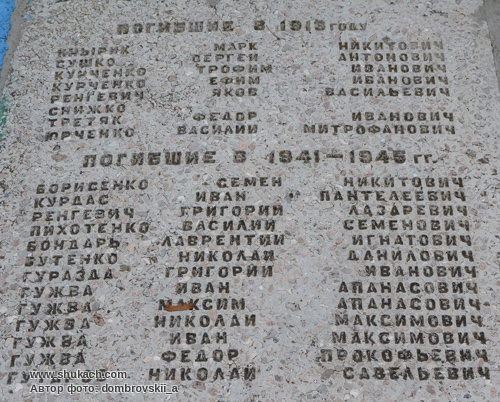 ПОГИБШИЕ В 1918 ГОДУ
КНЫРИК МАРК НИКИТОВИЧ
СУШКО СЕРГЕЙ АНТОНОВИЧ
КУРЧЕНКО ТРОФИМ ИВАНОВИЧ
КУРЧЕНКО ЕФИМ ИВАНОВИЧ
РЕНГЕВИЧ ЯКОВ ВАСИЛЬЕВИЧ
СНИЖКО
ТРЕТЯК ФЕДОР ИВАНОВИЧ
ЮРЧЕНКО ВАСИЛИЙ МИТРОФАНОВИЧ
ПОГИБШИЕ В 1941-1945 ГГ.
БОРИСЕНКО СЕМЕН НИКИТОВИЧ
КУРДАС ИВАН ПАНТЕЛЕЕВИЧ
РЕНГЕВИЧ ГРИГОРИЙ ЛАЗАРЕВИЧ
ПИХОТЕНКО ВАСИЛИЙ СЕМЕНОВИЧ
БОНДАРЬ ЛАВРЕНТИЙ ИГНАТОВИЧ
БУТЕНКО НИКОЛАЙ ДАНИЛОВИЧ
ГУРАЗДА ГРИГОРИЙ ИВАНОВИЧ
ГУЖВА ИВАН АПАНАСОВИЧ
ГУЖВА МАКСИМ АПАНАСОВИЧ
ГУЖВА НИКОЛАЙ МАКСИМОВИЧ
ГУЖВА ИВАН МАКСИМОВИЧ
ГУЖВА ФЕДОР ПРОКОФЬЕВИЧ
НИКОЛАЙ САВЕЛЬЕВИЧ
www.shukach.com
Автор фото: dombrovskii_a